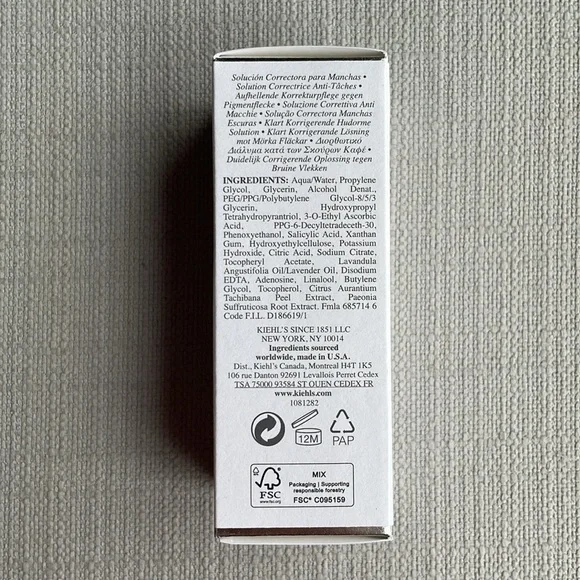 Solución Correctora para Manchas •
Solution Correctrice Anti-Tâches •
Aufhellende Korrekturpflege gegen
Pigmentflecke • Soluzione Correttiva Anti
Macchie • Solução Correctora Manchas
Escuras • Klart Korrigerende Hudorme
Solution • Klart Korrigerande Lösning
mot Mörka Fläckar • Διορθωτικό
Διάλυμα κατά των Σκούρων Καφέ •
Duidelijk Corrigerende Oplossing tegen
Bruine Vlekken
INGREDIENTS: Aqua/Water, Propylene
Glycol, Glycerin, Alcohol Denat.,
PEG/PPG/Polybutylene Glycol-8/5/3
Glycerin, Hydroxypropyl
Tetrahydropyrantriol, 3-O-Ethyl Ascorbic
Acid, PPG-6-Decyltetradeceth-30,
Phenoxyethanol, Salicylic Acid, Xanthan
Gum, Hydroxyethylcellulose, Potassium
Hydroxide, Citric Acid, Sodium Citrate,
Tocopheryl Acetate, Lavandula
Angustifolia Oil/Lavender Oil, Disodium
EDTA, Adenosine, Linalool, Butylene
Glycol, Tocopherol, Citrus Aurantium
Tachibana Peel Extract, Paeonia
Suffruticosa Root Extract. Fmla 685714 6
Code F.I.L. D186619/1
KIEHL'S SINCE 1851 LLC
NEW YORK, NY 10014
Ingredients sourced
worldwide, made in U.S.A.
Dist., Kiehl's Canada, Montreal H4T 1K5
106 rue Danton 92691 Levallois Perret Cedex
TSA 75000 93584 ST OUEN CEDEX FR
www.kiehls.com
1081282
12M
PAP
FSC
www.fsc.org
MIX
Packaging | Supporting
responsible forestry
FSC® C095159